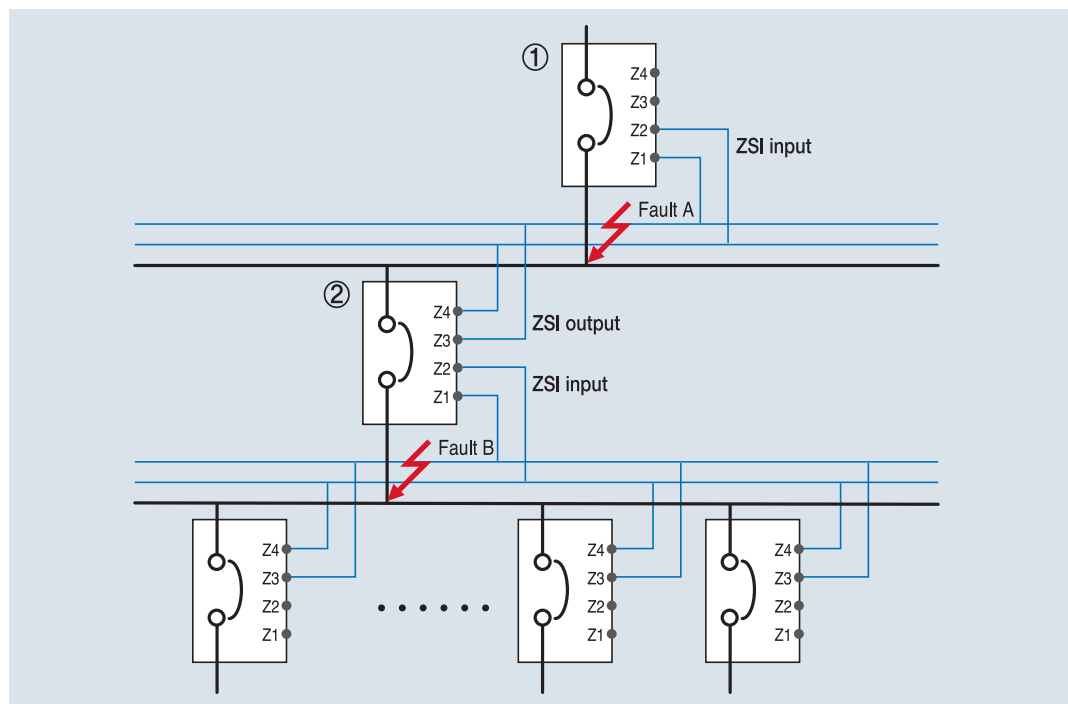 ①
Z4
Z3
Z2
Z1
ZSI input
Fault A
②
Z4
Z3
Z2
Z1
ZSI output
ZSI input
Fault B
Z4
Z3
Z2
Z1
Z4
Z3
Z2
Z1
Z4
Z3
Z2
Z1